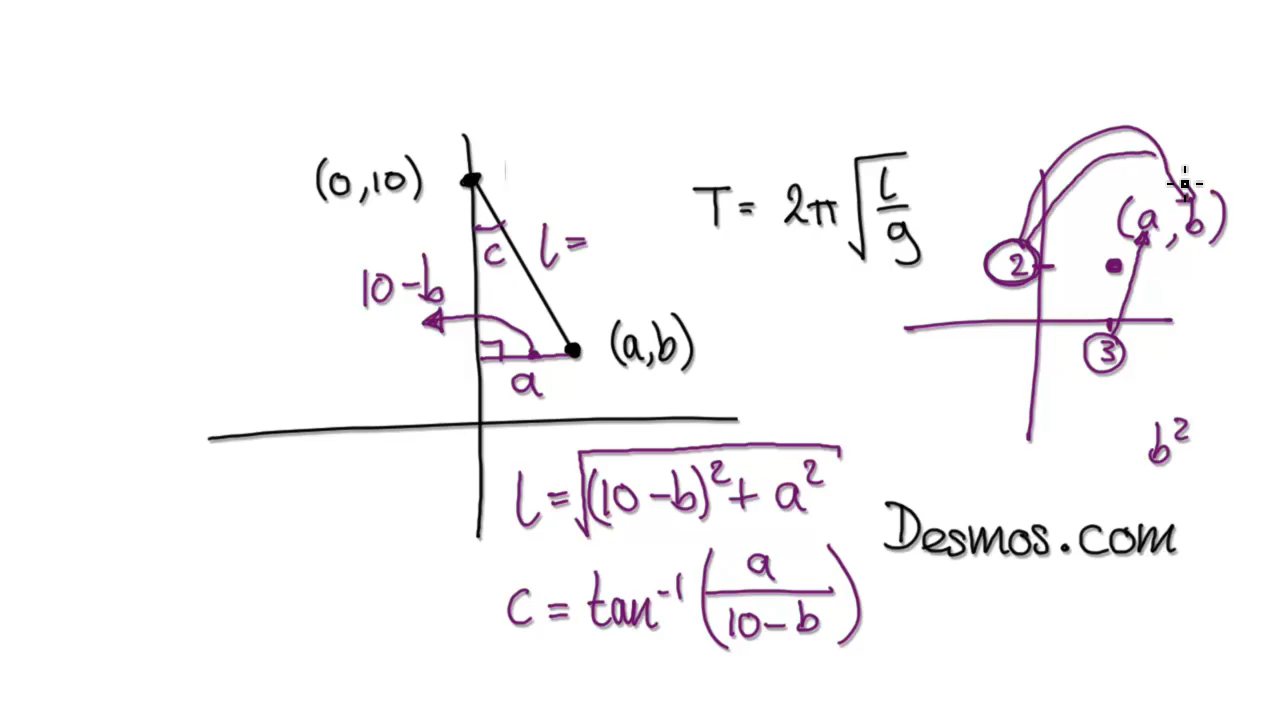 (0,10)
10-b
c
l =
a
(a,b)
T = 2π√(l/g)
(a,b)
2
3
b²
l = √((10-b)² + a²)
c = tan⁻¹(a/(10-b))
Desmos.com